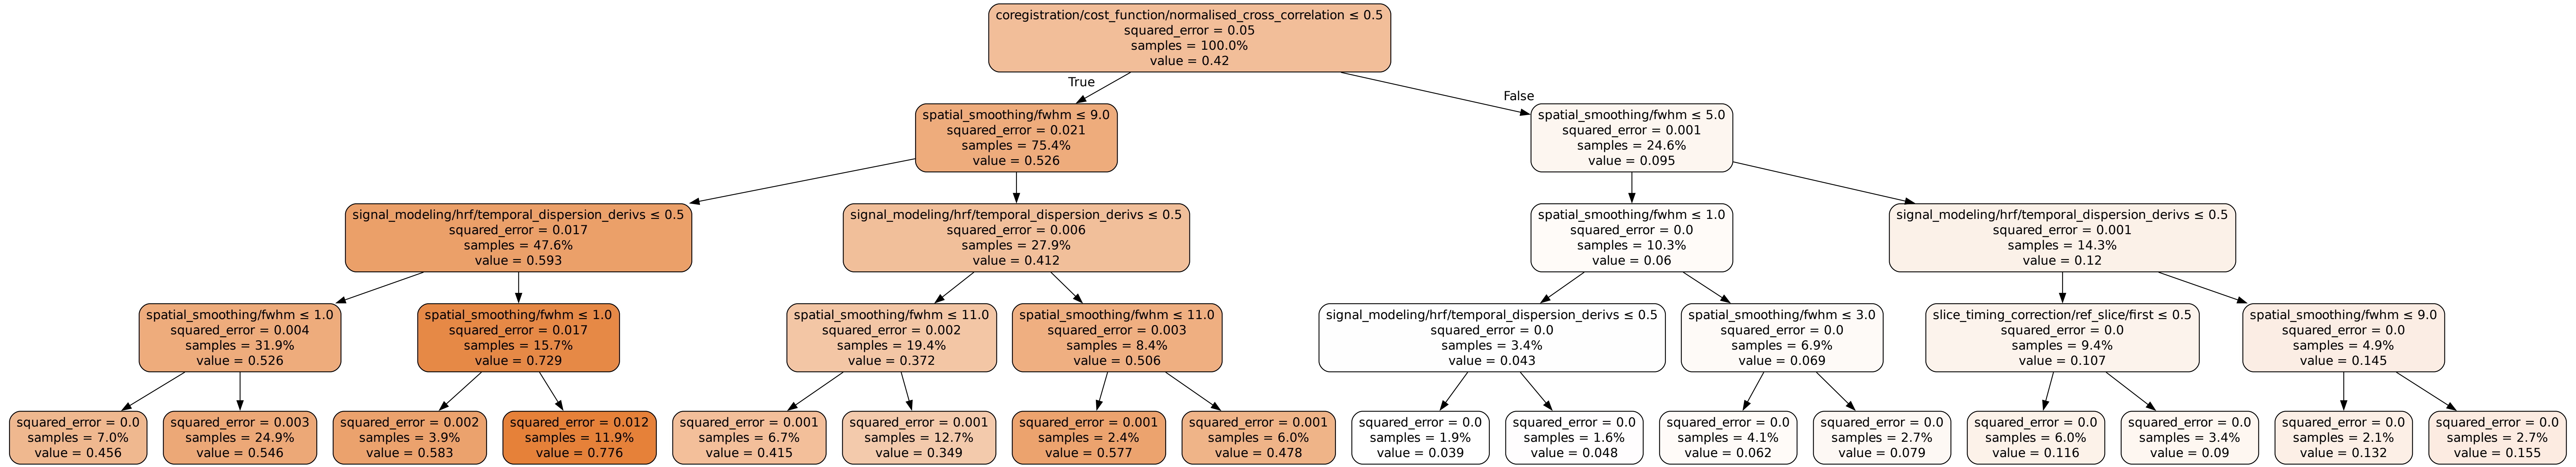 coregistration/cost_function/normalised_cross_correlation ≤ 0.5
squared_error = 0.05
samples = 100.0%
value = 0.42
True
False
spatial_smoothing/fwhm ≤ 9.0
squared_error = 0.021
samples = 75.4%
value = 0.526
spatial_smoothing/fwhm ≤ 5.0
squared_error = 0.001
samples = 24.6%
value = 0.095
signal_modeling/hrf/temporal_dispersion_derivs ≤ 0.5
squared_error = 0.017
samples = 47.6%
value = 0.593
signal_modeling/hrf/temporal_dispersion_derivs ≤ 0.5
squared_error = 0.006
samples = 27.9%
value = 0.412
spatial_smoothing/fwhm ≤ 1.0
squared_error = 0.0
samples = 10.3%
value = 0.06
signal_modeling/hrf/temporal_dispersion_derivs ≤ 0.5
squared_error = 0.001
samples = 14.3%
value = 0.12
spatial_smoothing/fwhm ≤ 1.0
squared_error = 0.004
samples = 31.9%
value = 0.526
spatial_smoothing/fwhm ≤ 1.0
squared_error = 0.017
samples = 15.7%
value = 0.729
spatial_smoothing/fwhm ≤ 11.0
squared_error = 0.002
samples = 19.4%
value = 0.372
spatial_smoothing/fwhm ≤ 11.0
squared_error = 0.003
samples = 8.4%
value = 0.506
signal_modeling/hrf/temporal_dispersion_derivs ≤ 0.5
squared_error = 0.0
samples = 3.4%
value = 0.043
spatial_smoothing/fwhm ≤ 3.0
squared_error = 0.0
samples = 6.9%
value = 0.069
slice_timing_correction/ref_slice/first ≤ 0.5
squared_error = 0.0
samples = 9.4%
value = 0.107
spatial_smoothing/fwhm ≤ 9.0
squared_error = 0.0
samples = 4.9%
value = 0.145
squared_error = 0.0
samples = 7.0%
value = 0.456
squared_error = 0.003
samples = 24.9%
value = 0.546
squared_error = 0.002
samples = 3.9%
value = 0.583
squared_error = 0.012
samples = 11.9%
value = 0.776
squared_error = 0.001
samples = 6.7%
value = 0.415
squared_error = 0.001
samples = 12.7%
value = 0.349
squared_error = 0.001
samples = 2.4%
value = 0.577
squared_error = 0.001
samples = 6.0%
value = 0.478
squared_error = 0.0
samples = 1.9%
value = 0.039
squared_error = 0.0
samples = 1.6%
value = 0.048
squared_error = 0.0
samples = 4.1%
value = 0.062
squared_error = 0.0
samples = 2.7%
value = 0.079
squared_error = 0.0
samples = 6.0%
value = 0.116
squared_error = 0.0
samples = 3.4%
value = 0.09
squared_error = 0.0
samples = 2.1%
value = 0.132
squared_error = 0.0
samples = 2.7%
value = 0.155